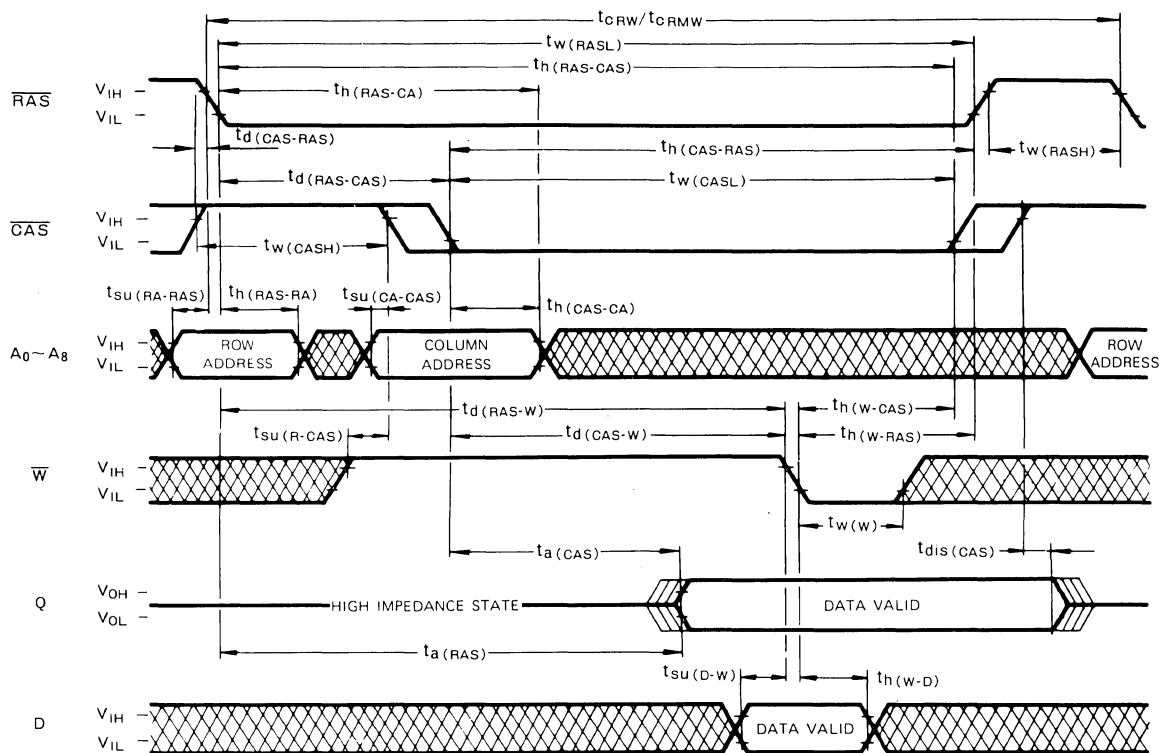 tCRW/tCRMW
tw(RASL)
th(RAS-CAS)
RAS
VIH
VIL
th(RAS-CA)
td(CAS-RAS)
th(CAS-RAS)
tw(RASH)
td(RAS-CAS)
tw(CASL)
CAS
VIH
VIL
tw(CASH)
tsu(RA-RAS)
th(RAS-RA)
tsu(CA-CAS)
th(CAS-CA)
A0~A8
VIH
VIL
ROW
ADDRESS
COLUMN
ADDRESS
ROW
ADDRESS
td(RAS-W)
th(W-CAS)
tsu(R-CAS)
td(CAS-W)
th(W-RAS)
W
VIH
VIL
tw(W)
ta(CAS)
tdis(CAS)
Q
VOH
VOL
HIGH IMPEDANCE STATE
DATA VALID
ta(RAS)
tsu(D-W)
th(W-D)
D
VIH
VIL
DATA VALID